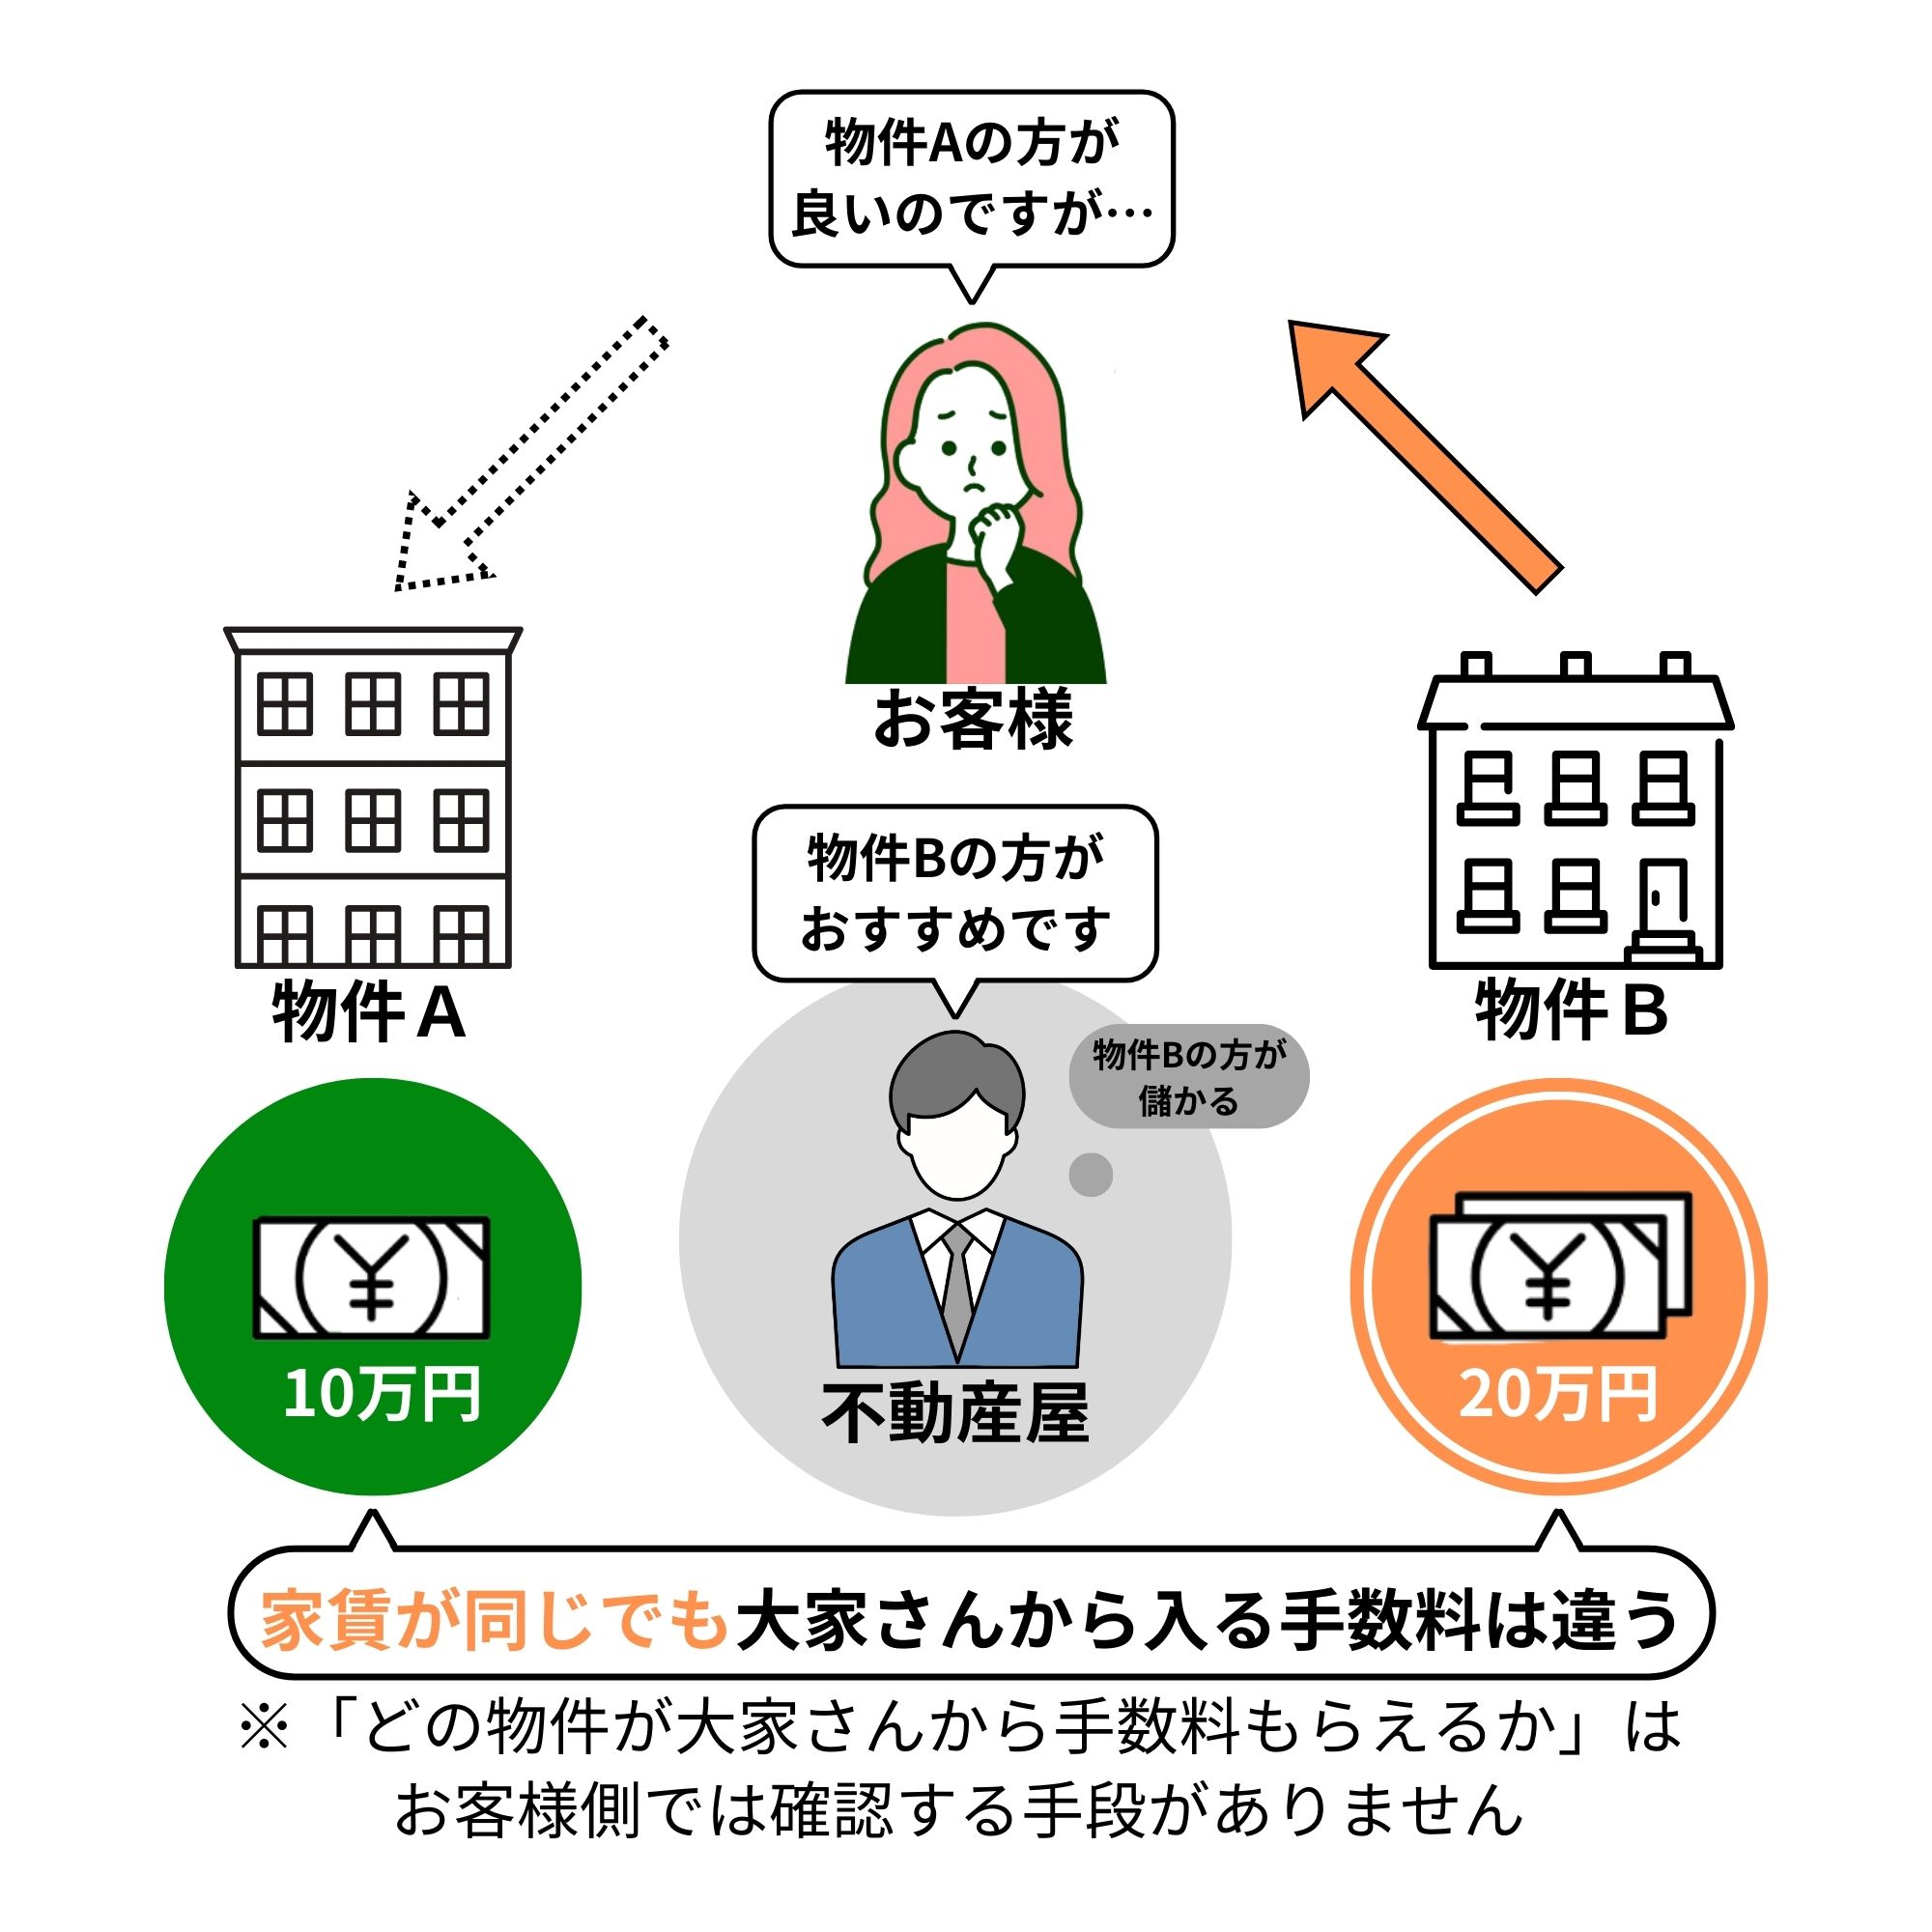 物件Aの方が
良いのですが…
お客様
物件Bの方が
おすすめです
物件A
物件B
物件Bの方が
儲かる
10万円
20万円
不動産屋
家賃が同じでも大家さんから入る手数料は違う
※「どの物件が大家さんから手数料もらえるか」は
お客様側では確認する手段がありません